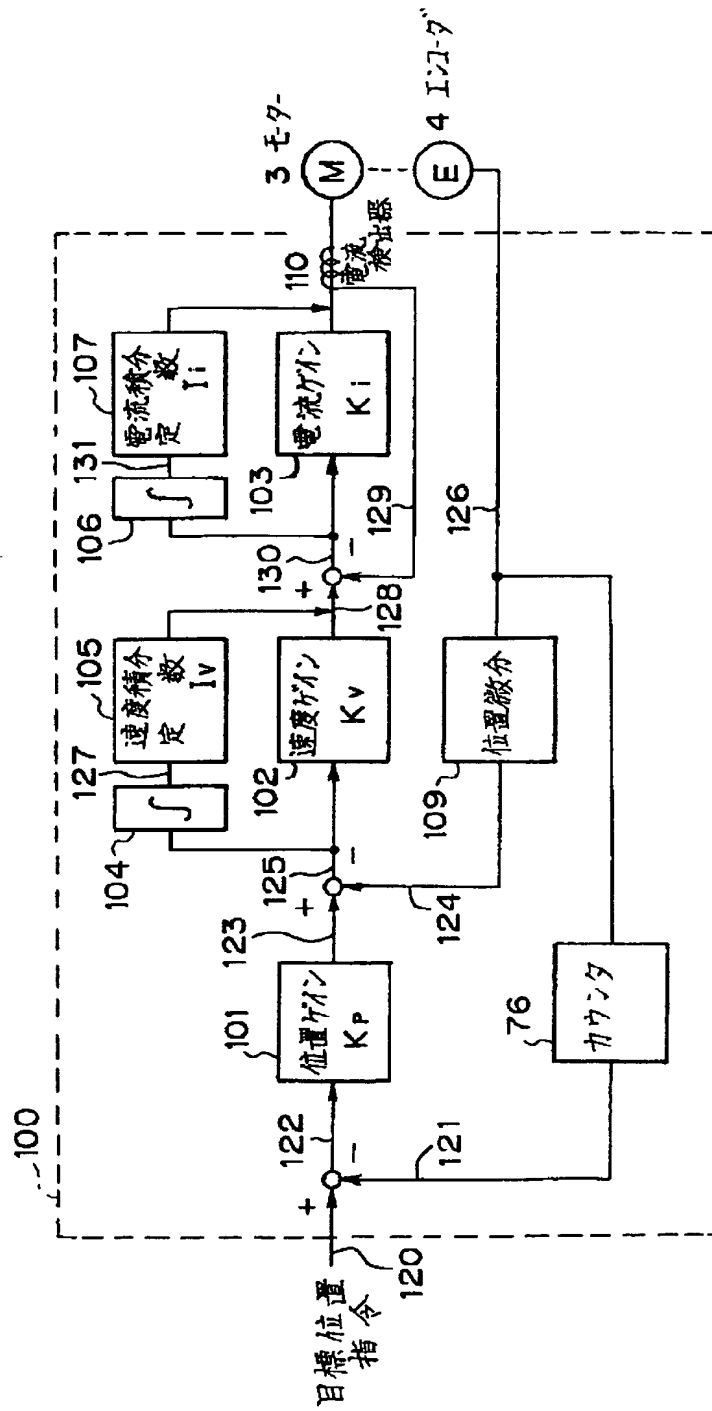 100
目標位置
指令
120
+
−
121
122
101
位置ゲイン
KP
123
+
−
124
125
104
∫
127
105
速度積分
定数
Iv
102
速度ゲイン
Kv
128
+
−
129
130
106
∫
131
107
電流積分
定数
Ii
103
電流ゲイン
Ki
110
電流
検出器
3 モーター
M
4 エンコーダ
E
126
109
位置微分
76
カウンタ